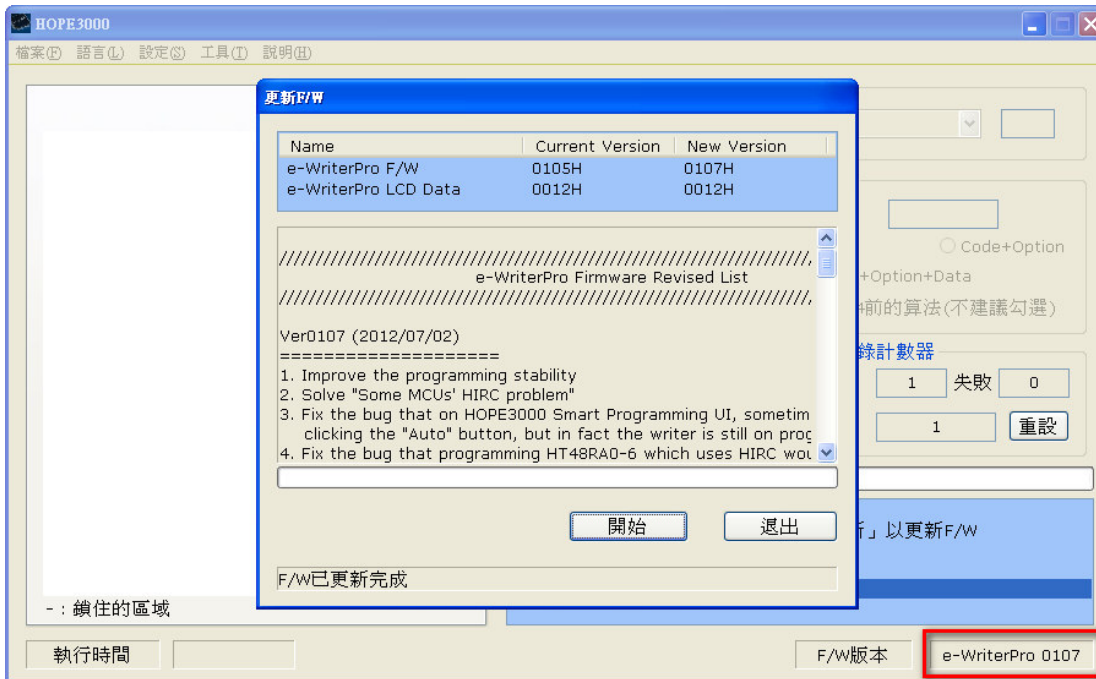 HOPE3000
檔案(F) 語言(L) 設定(S) 工具(T) 說明(H)
更新F/W
Name Current Version New Version
e-WriterPro F/W 0105H 0107H
e-WriterPro LCD Data 0012H 0012H
////////////////////////////////////////////////////////////////////////
e-WriterPro Firmware Revised List
////////////////////////////////////////////////////////////////////////
Ver0107 (2012/07/02)
====================
1. Improve the programming stability
2. Solve "Some MCUs' HIRC problem"
3. Fix the bug that on HOPE3000 Smart Programming UI, sometim
clicking the "Auto" button, but in fact the writer is still on prog
4. Fix the bug that programming HT48RA0-6 which uses HIRC wou
開始 退出
F/W已更新完成
Code+Option
+Option+Data
前的算法(不建議勾選)
錄計數器
1 失敗 0
1 重設
」以更新F/W
- : 鎖住的區域
執行時間 F/W版本 e-WriterPro 0107